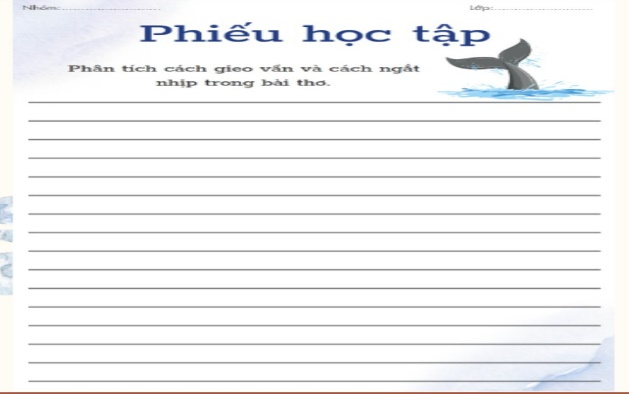 Nhóm:........................... Lớp:...........................
Phiếu học tập
Phân tích cách gieo vần và cách ngắt
nhịp trong bài thơ.